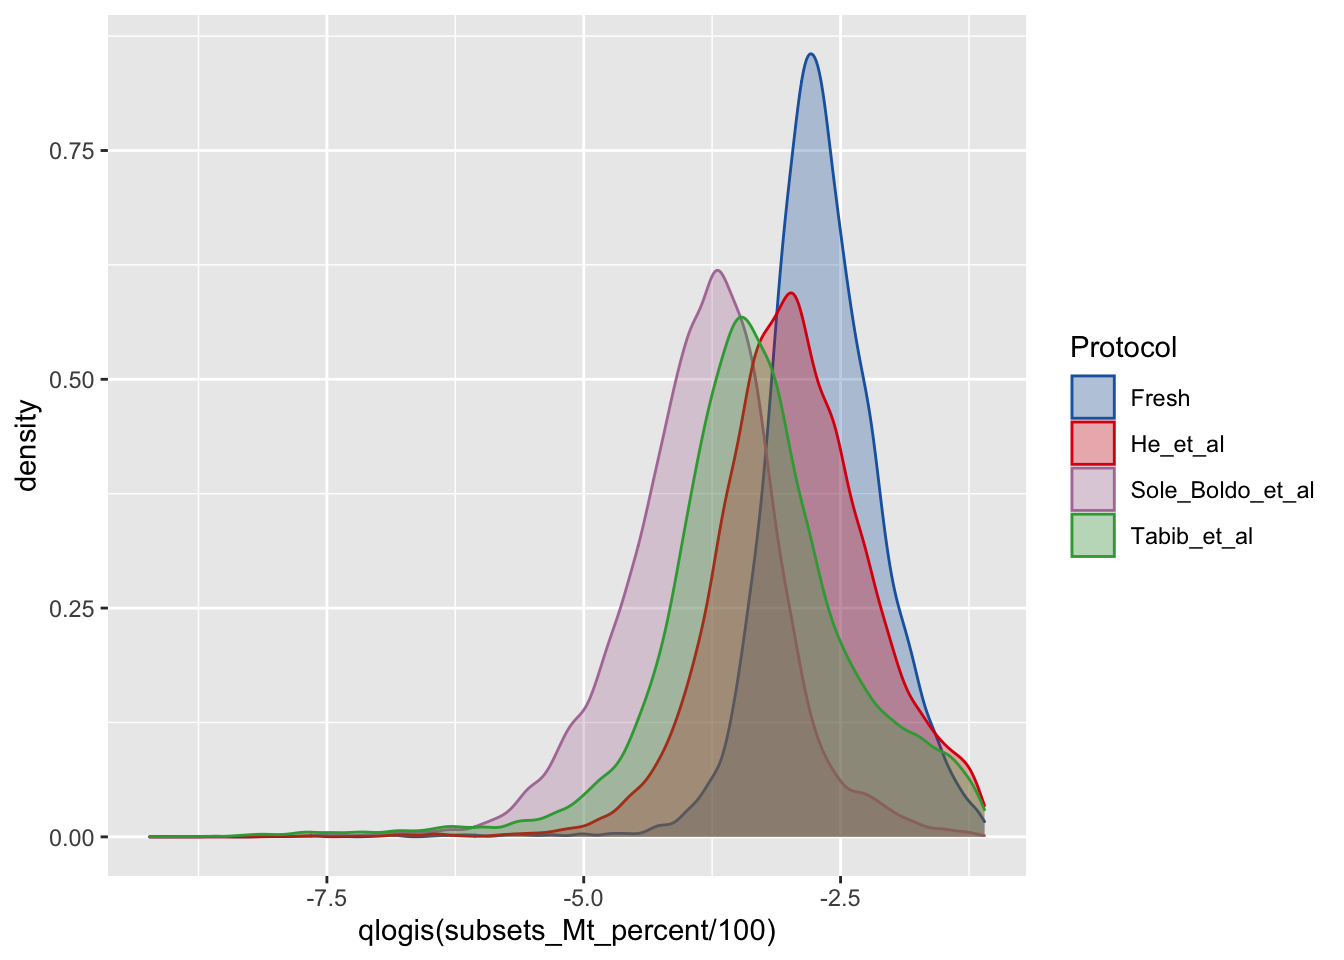 0.75
0.50
0.25
0.00
density
-7.5
-5.0
-2.5
qlogis(subsets_Mt_percent/100)
Protocol
Fresh
He_et_al
Sole_Boldo_et_al
Tabib_et_al